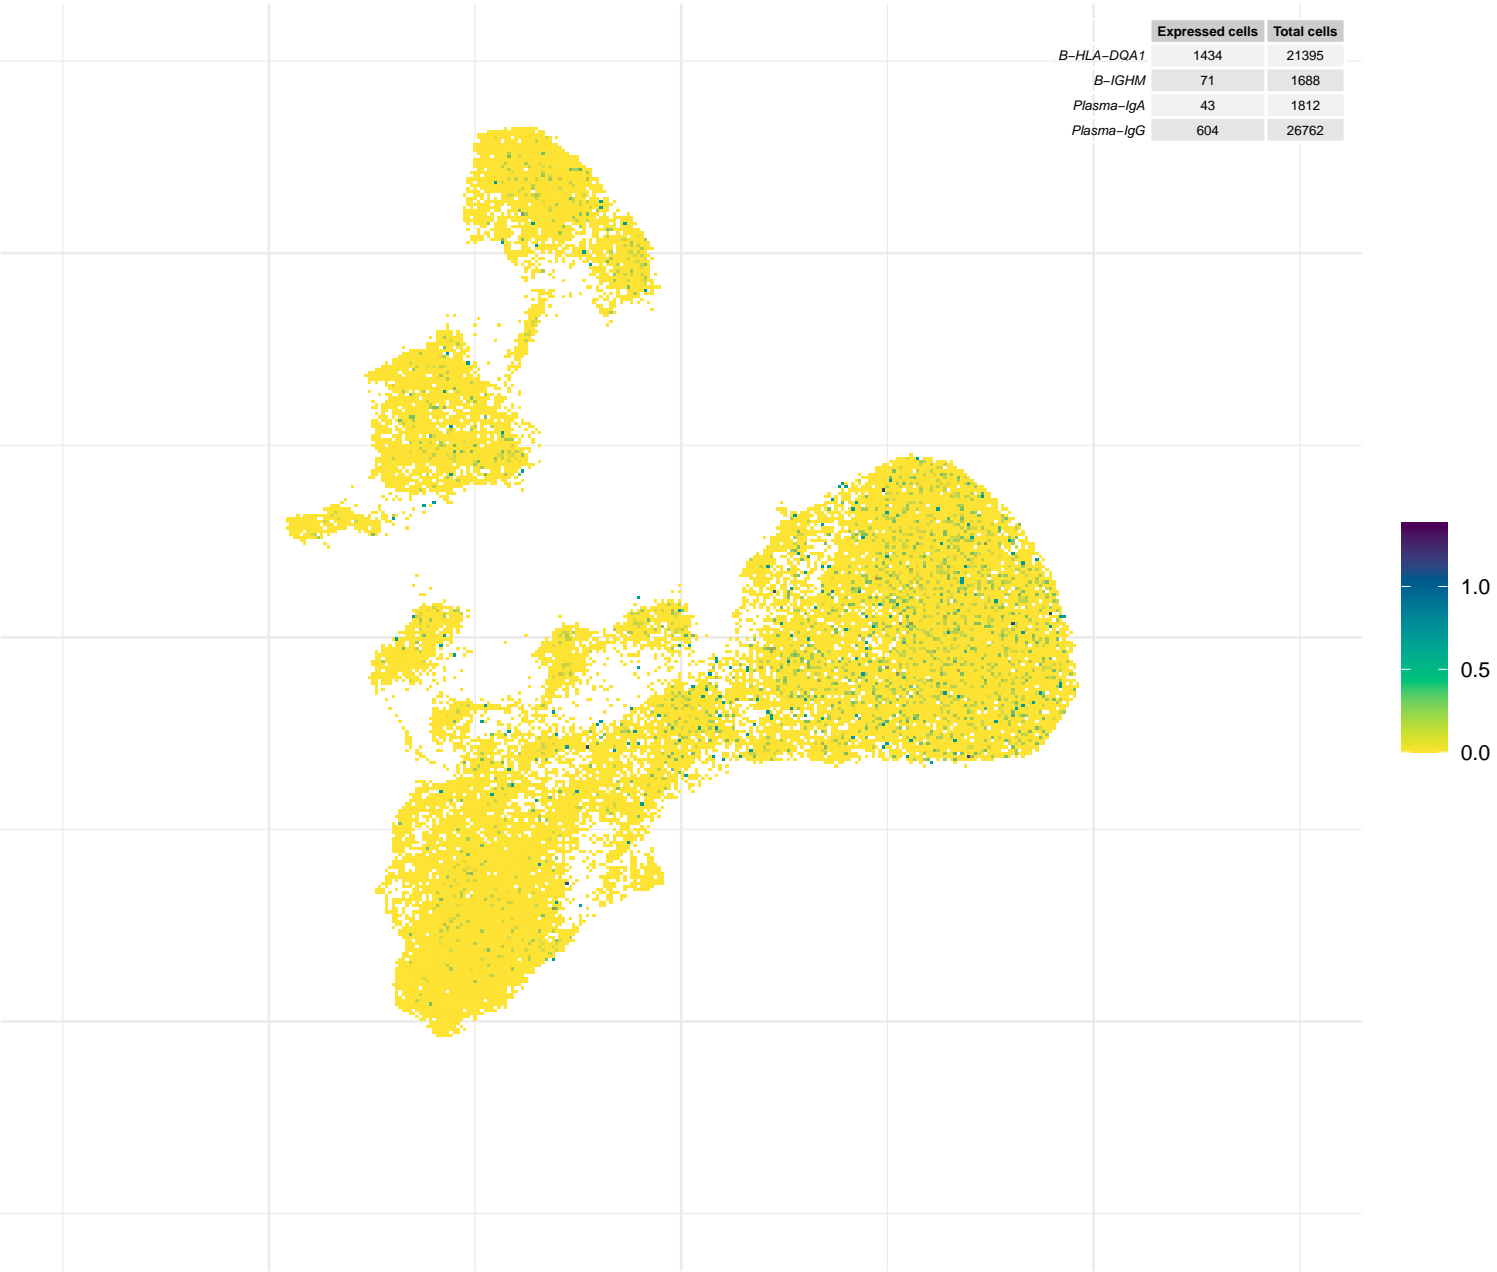 Expressed cells Total cells
B−HLA−DQA1 1434 21395
B−IGHM 71 1688
Plasma−IgA 43 1812
Plasma−IgG 604 26762
1.0
0.5
0.0